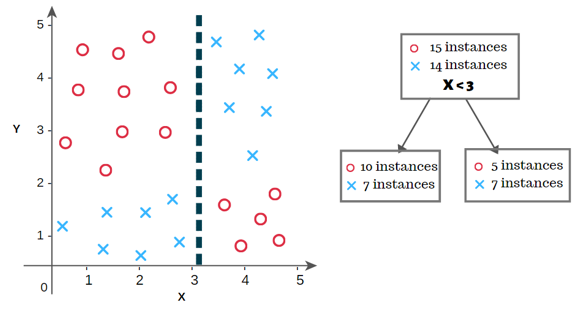 5
4
3
2
1
0
Y
1 2 3 4 5
X
15 instances
14 instances
X < 3
10 instances
7 instances
5 instances
7 instances